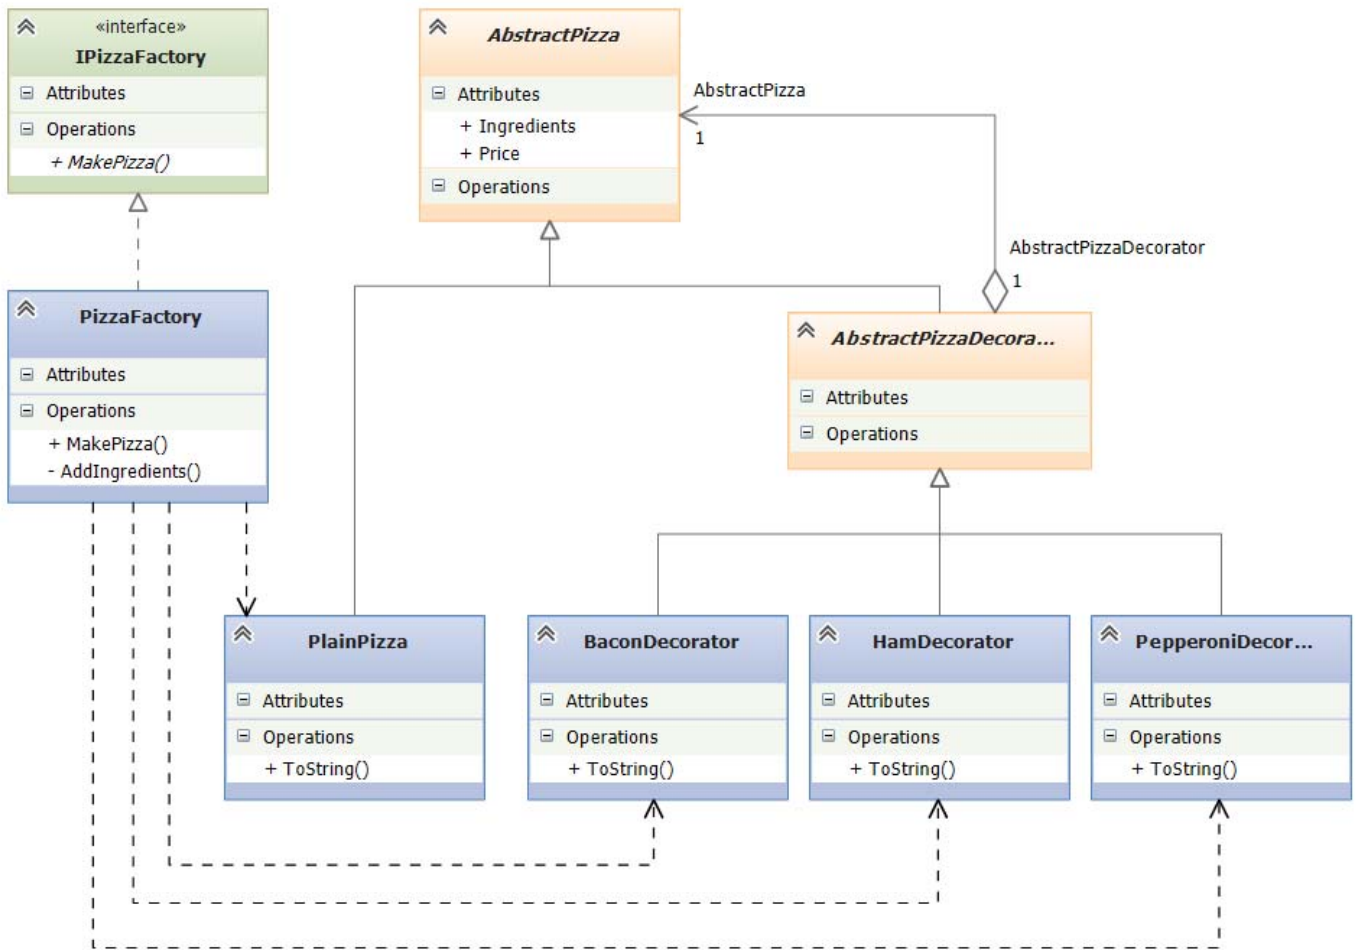 «interface»
IPizzaFactory
Attributes
Operations
+ MakePizza()
AbstractPizza
Attributes
+ Ingredients
+ Price
Operations
AbstractPizza
1
AbstractPizzaDecorator
1
PizzaFactory
Attributes
Operations
+ MakePizza()
- AddIngredients()
AbstractPizzaDecora...
Attributes
Operations
PlainPizza
Attributes
Operations
+ ToString()
BaconDecorator
Attributes
Operations
+ ToString()
HamDecorator
Attributes
Operations
+ ToString()
PepperoniDecor...
Attributes
Operations
+ ToString()